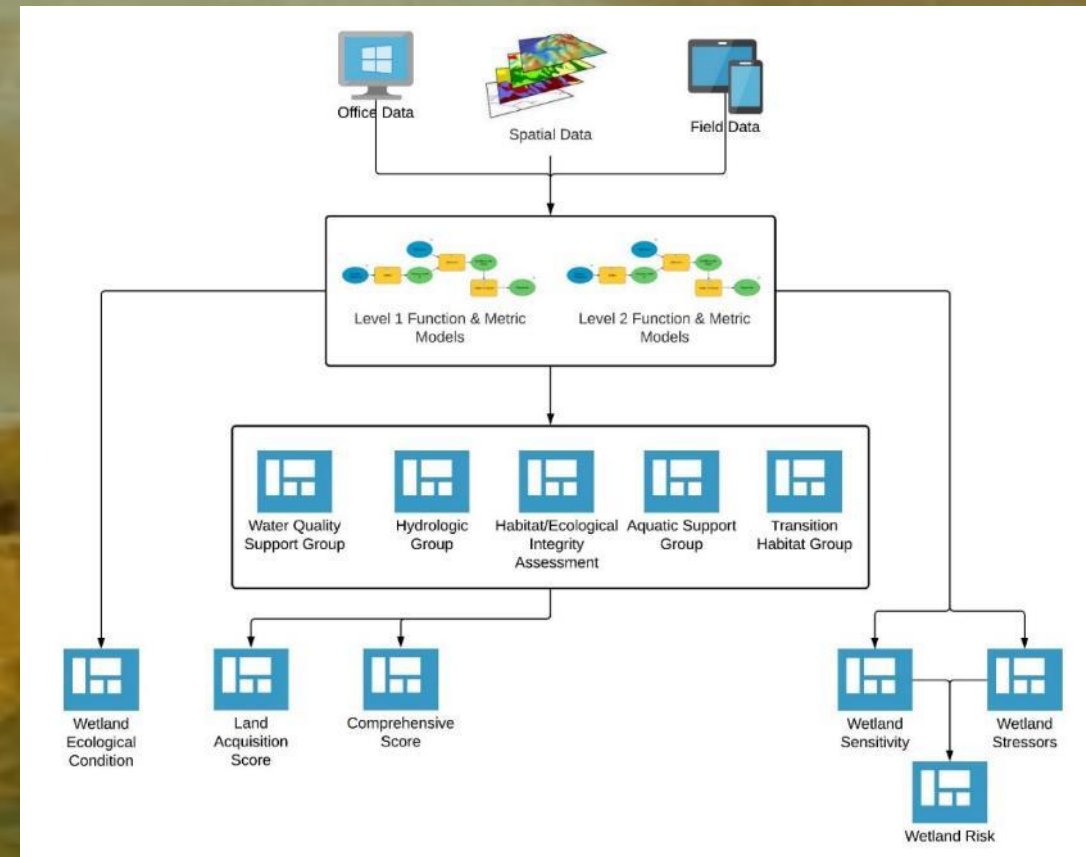 Office Data
Spatial Data
Field Data
Level 1 Function & Metric
Models
Level 2 Function & Metric
Models
Water Quality
Support Group
Hydrologic
Group
Habitat/Ecological
Integrity
Assessment
Aquatic Support
Group
Transition
Habitat Group
Wetland
Ecological
Condition
Land
Acquisition
Score
Comprehensive
Score
Wetland
Sensitivity
Wetland
Stressors
Wetland Risk